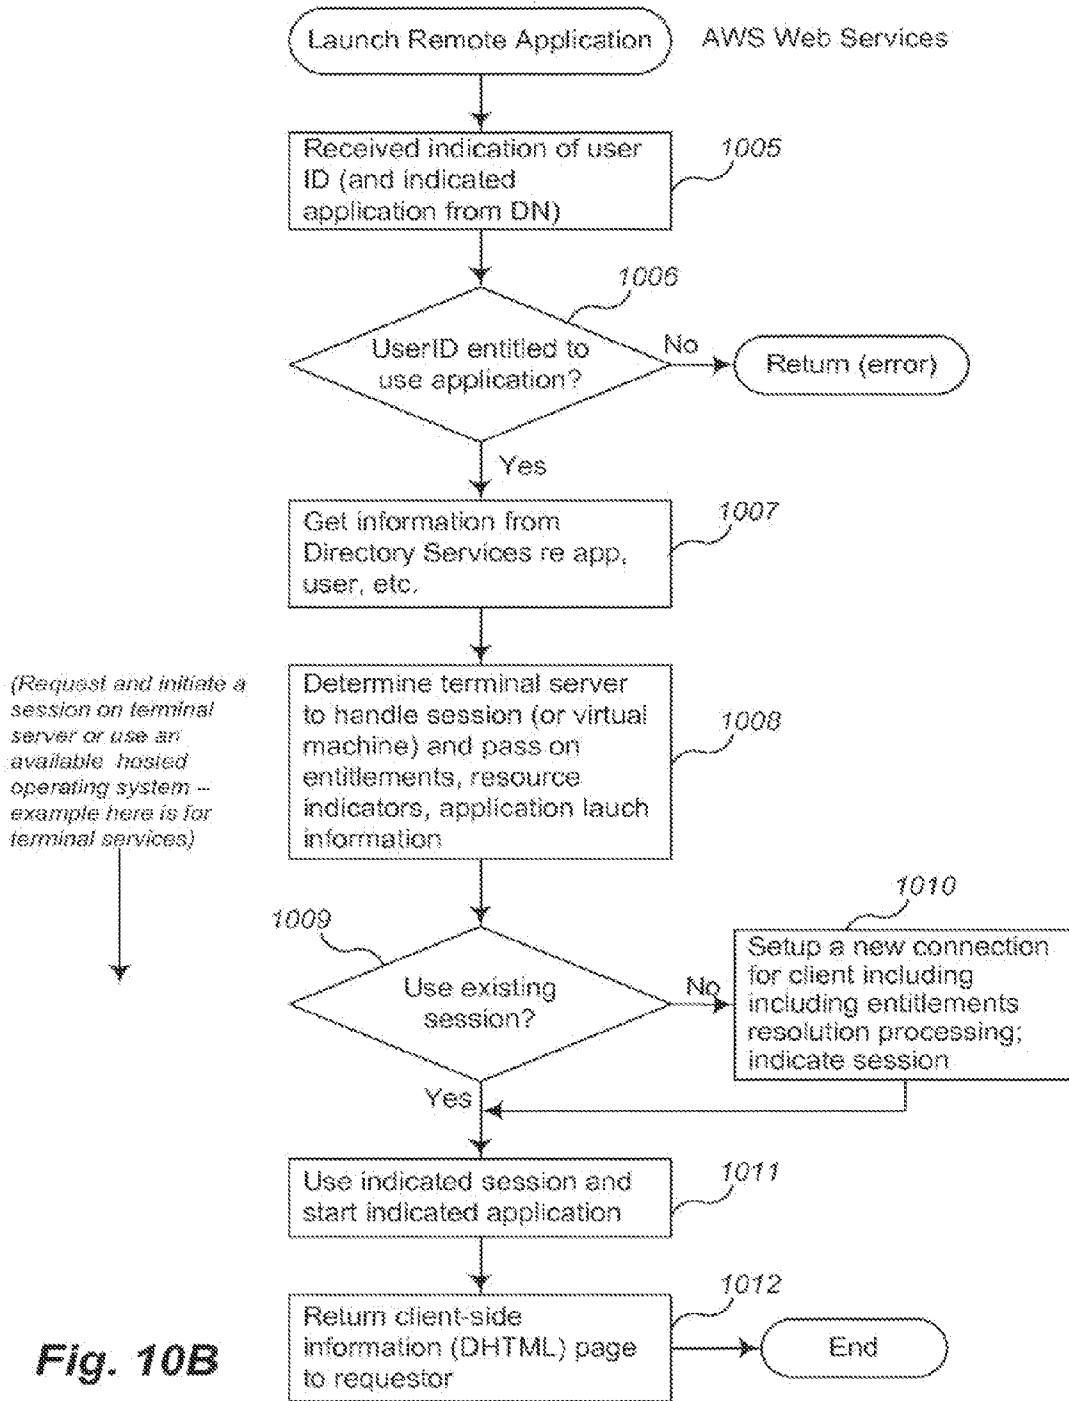 Launch Remote Application
AWS Web Services
Received indication of user
ID (and indicated
application from DN)
1005
1006
UserID entitled to
use application?
No
Return (error)
Yes
Get information from
Directory Services re app,
user, etc.
1007
(Request and initiate a
session on terminal
server or use an
available hosted
operating system –
example here is for
terminal services)
Determine terminal server
to handle session (or virtual
machine) and pass on
entitlements, resource
indicators, application lauch
information
1008
1009
Use existing
session?
No
1010
Setup a new connection
for client including
including entitlements
resolution processing;
indicate session
Yes
Use indicated session and
start indicated application
1011
Return client-side
information (DHTML) page
to requestor
1012
End
Fig. 10B